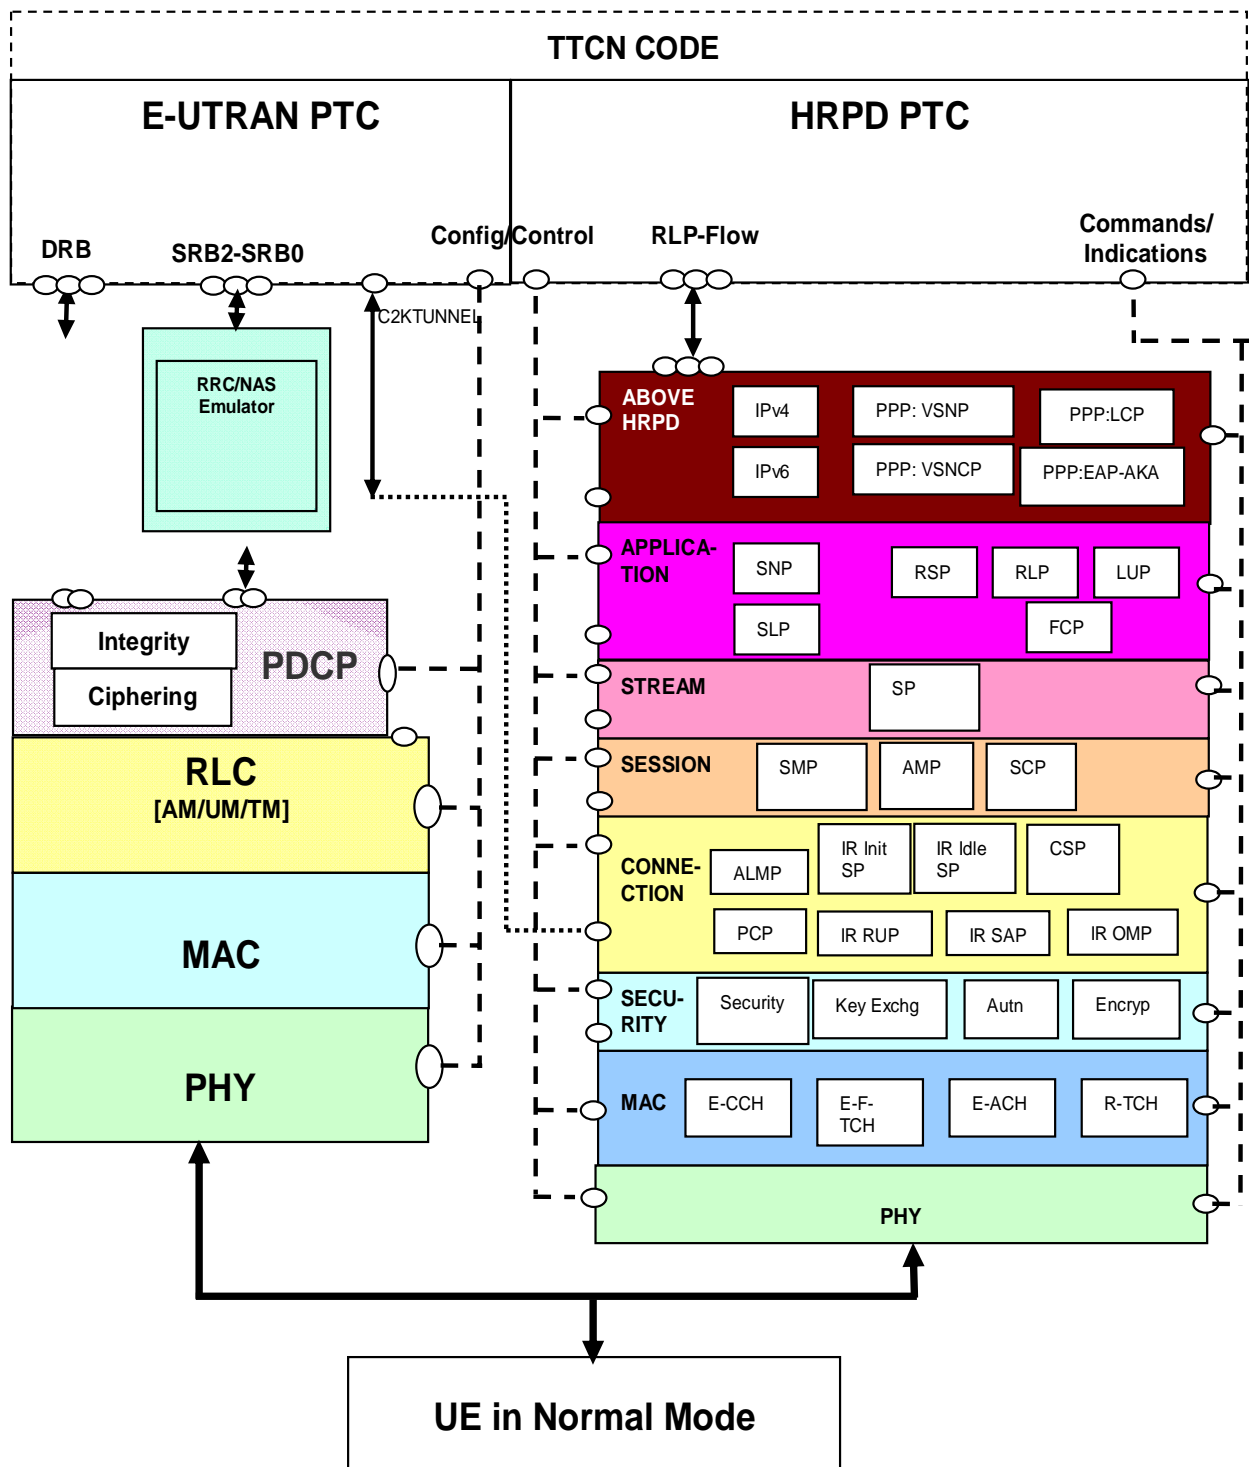 TTCN CODE
E-UTRAN PTC
HRPD PTC
DRB
SRB2-SRB0
Config/Control
RLP-Flow
Commands/
Indications
C2KTUNNEL
RRC/NAS
Emulator
Integrity
Ciphering
PDCP
RLC
[AM/UM/TM]
MAC
PHY
ABOVE
HRPD
IPv4
PPP: VSNP
PPP:LCP
IPv6
PPP: VSNCP
PPP:EAP-AKA
APPLICA-
TION
SNP
RSP
RLP
LUP
SLP
FCP
STREAM
SP
SESSION
SMP
AMP
SCP
CONNE-
CTION
ALMP
IR Init
SP
IR Idle
SP
CSP
PCP
IR RUP
IR SAP
IR OMP
SECU-
RITY
Security
Key Exchg
Autn
Encryp
MAC
E-CCH
E-F-
TCH
E-ACH
R-TCH
PHY
UE in Normal Mode